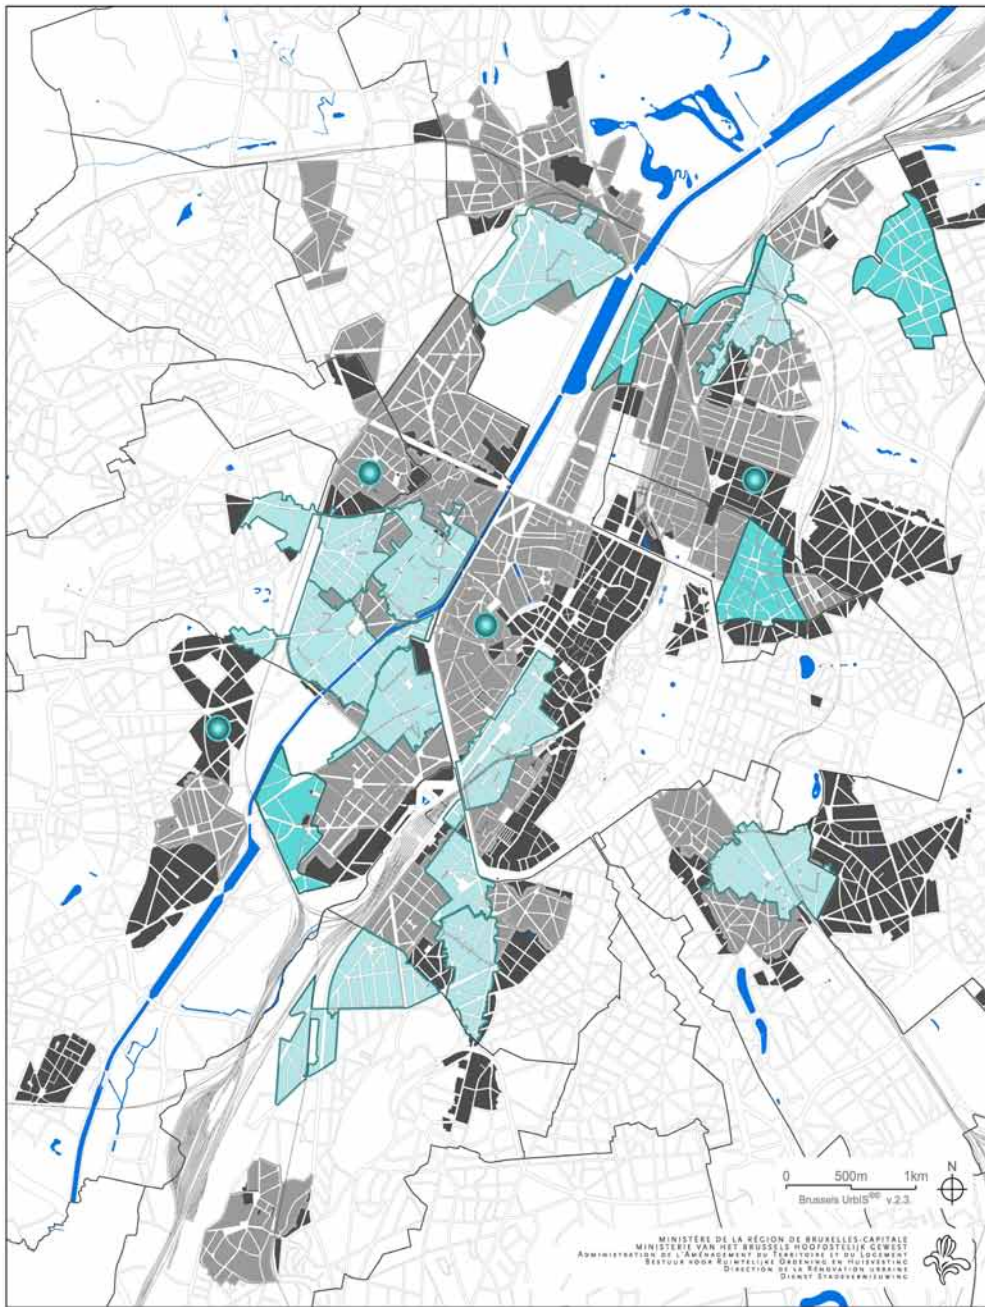 N
0 500m 1km
Brussels UrbIS©® v.2.3.
MINISTÈRE DE LA RÉGION DE BRUXELLES-CAPITALE
MINISTERIE VAN HET BRUSSELS HOOFDSTELIJK GEWEST
ADMINISTRATION DE L'AMÉNAGEMENT DU TERRITOIRE ET DU LOGEMENT
BESTUUR VOOR RUIMTELIJKE ORDENING EN HUISVESTING
DIRECTION DE LA RÉNOVATION URBAINE
DIENST STADSVERNIEUWING